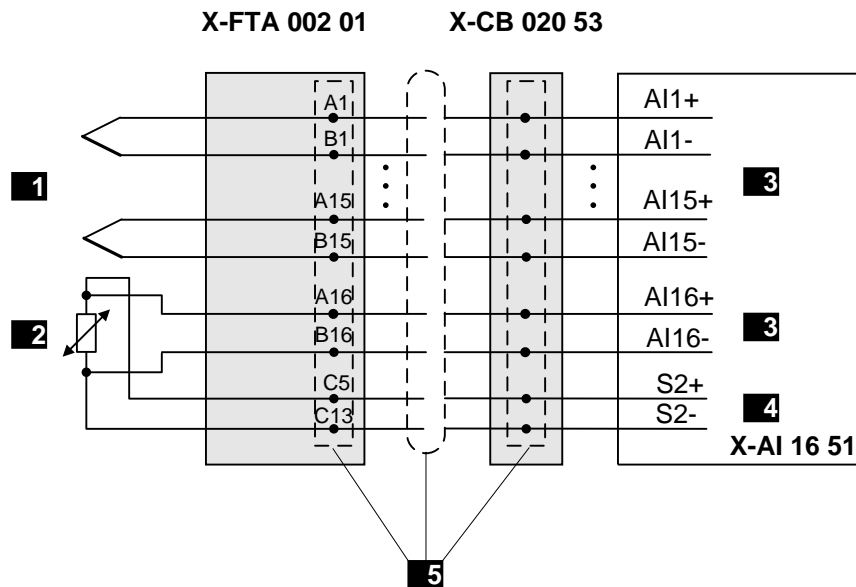 X-FTA 002 01 X-CB 020 53
A1 AI1+
B1 AI1-
1 3
A15 AI15+
B15 AI15-
A16 AI16+
2 B16 3 AI16-
C5 S2+
C13 S2- 4
X-AI 16 51
5